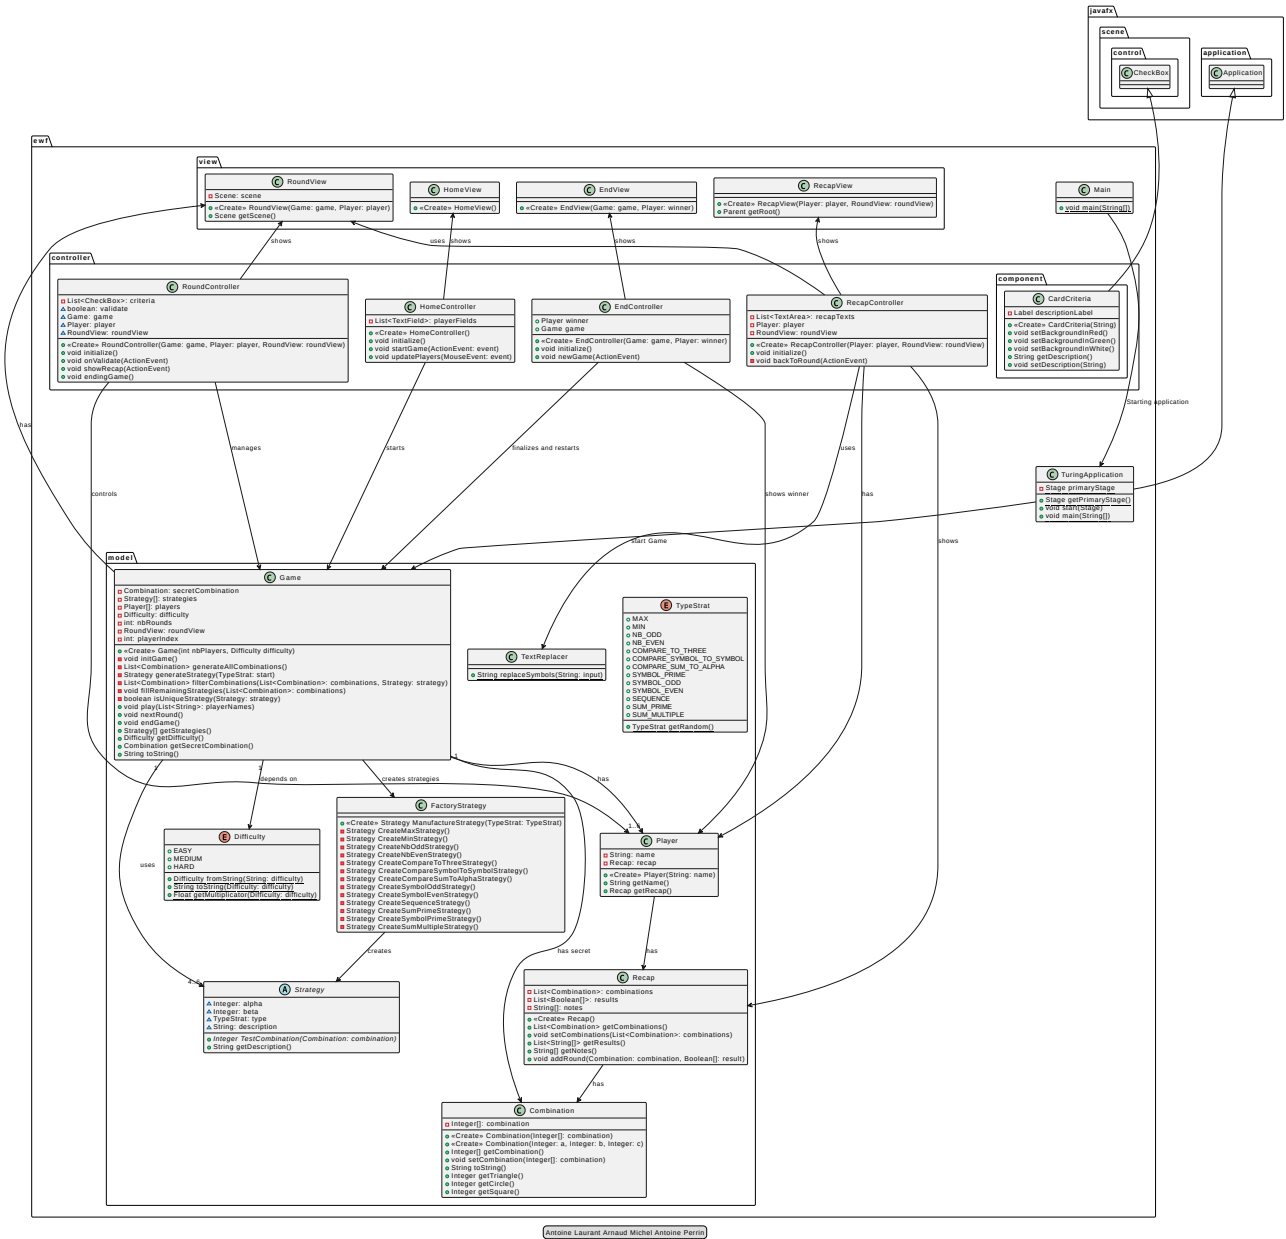 javafx
scene
control
application
CheckBox
Application
ewf
view
RoundView
Scene: scene
«Create» RoundView(Game: game, Player: player)
Scene getScene()
HomeView
«Create» HomeView()
EndView
«Create» EndView(Game: game, Player: winner)
RecapView
«Create» RecapView(Player: player, RoundView: roundView)
Parent getRoot()
Main
void main(String[])
shows
uses
shows
shows
shows
controller
RoundController
List<CheckBox>: criteria
boolean: validate
Game: game
Player: player
RoundView: roundView
«Create» RoundController(Game: game, Player: player, RoundView: roundView)
void initialize()
void onValidate(ActionEvent)
void showRecap(ActionEvent)
void endingGame()
HomeController
List<TextField>: playerFields
«Create» HomeController()
void initialize()
void startGame(ActionEvent: event)
void updatePlayers(MouseEvent: event)
EndController
Player winner
Game game
«Create» EndController(Game: game, Player: winner)
void initialize()
void newGame(ActionEvent)
RecapController
List<TextArea>: recapTexts
Player: player
RoundView: roundView
«Create» RecapController(Player: player, RoundView: roundView)
void initialize()
void backToRound(ActionEvent)
component
CardCriteria
Label descriptionLabel
«Create» CardCriteria(String)
void setBackgroundInRed()
void setBackgroundInGreen()
void setBackgroundInWhite()
String getDescription()
void setDescription(String)
Starting application
has
manages
starts
finalizes and restarts
uses
TuringApplication
Stage primaryStage
Stage getPrimaryStage()
void start(Stage)
void main(String[])
controls
shows winner
has
start Game
shows
model
Game
Combination: secretCombination
Strategy[]: strategies
Player[]: players
Difficulty: difficulty
int: nbRounds
RoundView: roundView
int: playerIndex
«Create» Game(int nbPlayers, Difficulty difficulty)
void initGame()
List<Combination> generateAllCombinations()
Strategy generateStrategy(TypeStrat: start)
List<Combination> filterCombinations(List<Combination>: combinations, Strategy: strategy)
void fillRemainingStrategies(List<Combination>: combinations)
boolean isUniqueStrategy(Strategy: strategy)
void play(List<String>: playerNames)
void nextRound()
void endGame()
Strategy[] getStrategies()
Difficulty getDifficulty()
Combination getSecretCombination()
String toString()
TextReplacer
String replaceSymbols(String: input)
TypeStrat
MAX
MIN
NB_ODD
NB_EVEN
COMPARE_TO_THREE
COMPARE_SYMBOL_TO_SYMBOL
COMPARE_SUM_TO_ALPHA
SYMBOL_PRIME
SYMBOL_ODD
SYMBOL_EVEN
SEQUENCE
SUM_PRIME
SUM_MULTIPLE
TypeStrat getRandom()
1
1
1
depends on
creates strategies
has
1..6
Difficulty
EASY
MEDIUM
HARD
Difficulty fromString(String: difficulty)
String toString(Difficulty: difficulty)
Float getMultiplicator(Difficulty: difficulty)
FactoryStrategy
«Create» Strategy ManufactureStrategy(TypeStrat: TypeStrat)
Strategy CreateMaxStrategy()
Strategy CreateMinStrategy()
Strategy CreateNbOddStrategy()
Strategy CreateNbEvenStrategy()
Strategy CreateCompareToThreeStrategy()
Strategy CreateCompareSymbolToSymbolStrategy()
Strategy CreateCompareSumToAlphaStrategy()
Strategy CreateSymbolOddStrategy()
Strategy CreateSymbolEvenStrategy()
Strategy CreateSequenceStrategy()
Strategy CreateSumPrimeStrategy()
Strategy CreateSymbolPrimeStrategy()
Strategy CreateSumMultipleStrategy()
Player
String: name
Recap: recap
«Create» Player(String: name)
String getName()
Recap getRecap()
uses
creates
has secret
has
Strategy
Integer: alpha
Integer: beta
TypeStrat: type
String: description
Integer TestCombination(Combination: combination)
String getDescription()
Recap
List<Combination>: combinations
List<Boolean[]>: results
String[]: notes
«Create» Recap()
List<Combination> getCombinations()
void setCombinations(List<Combination>: combinations)
List<String[]> getResults()
String[] getNotes()
void addRound(Combination: combination, Boolean[]: result)
has
Combination
Integer[]: combination
«Create» Combination(Integer[]: combination)
«Create» Combination(Integer: a, Integer: b, Integer: c)
Integer[] getCombination()
void setCombination(Integer[]: combination)
String toString()
Integer getTriangle()
Integer getCircle()
Integer getSquare()
Antoine Laurant Arnaud Michel Antoine Perrin